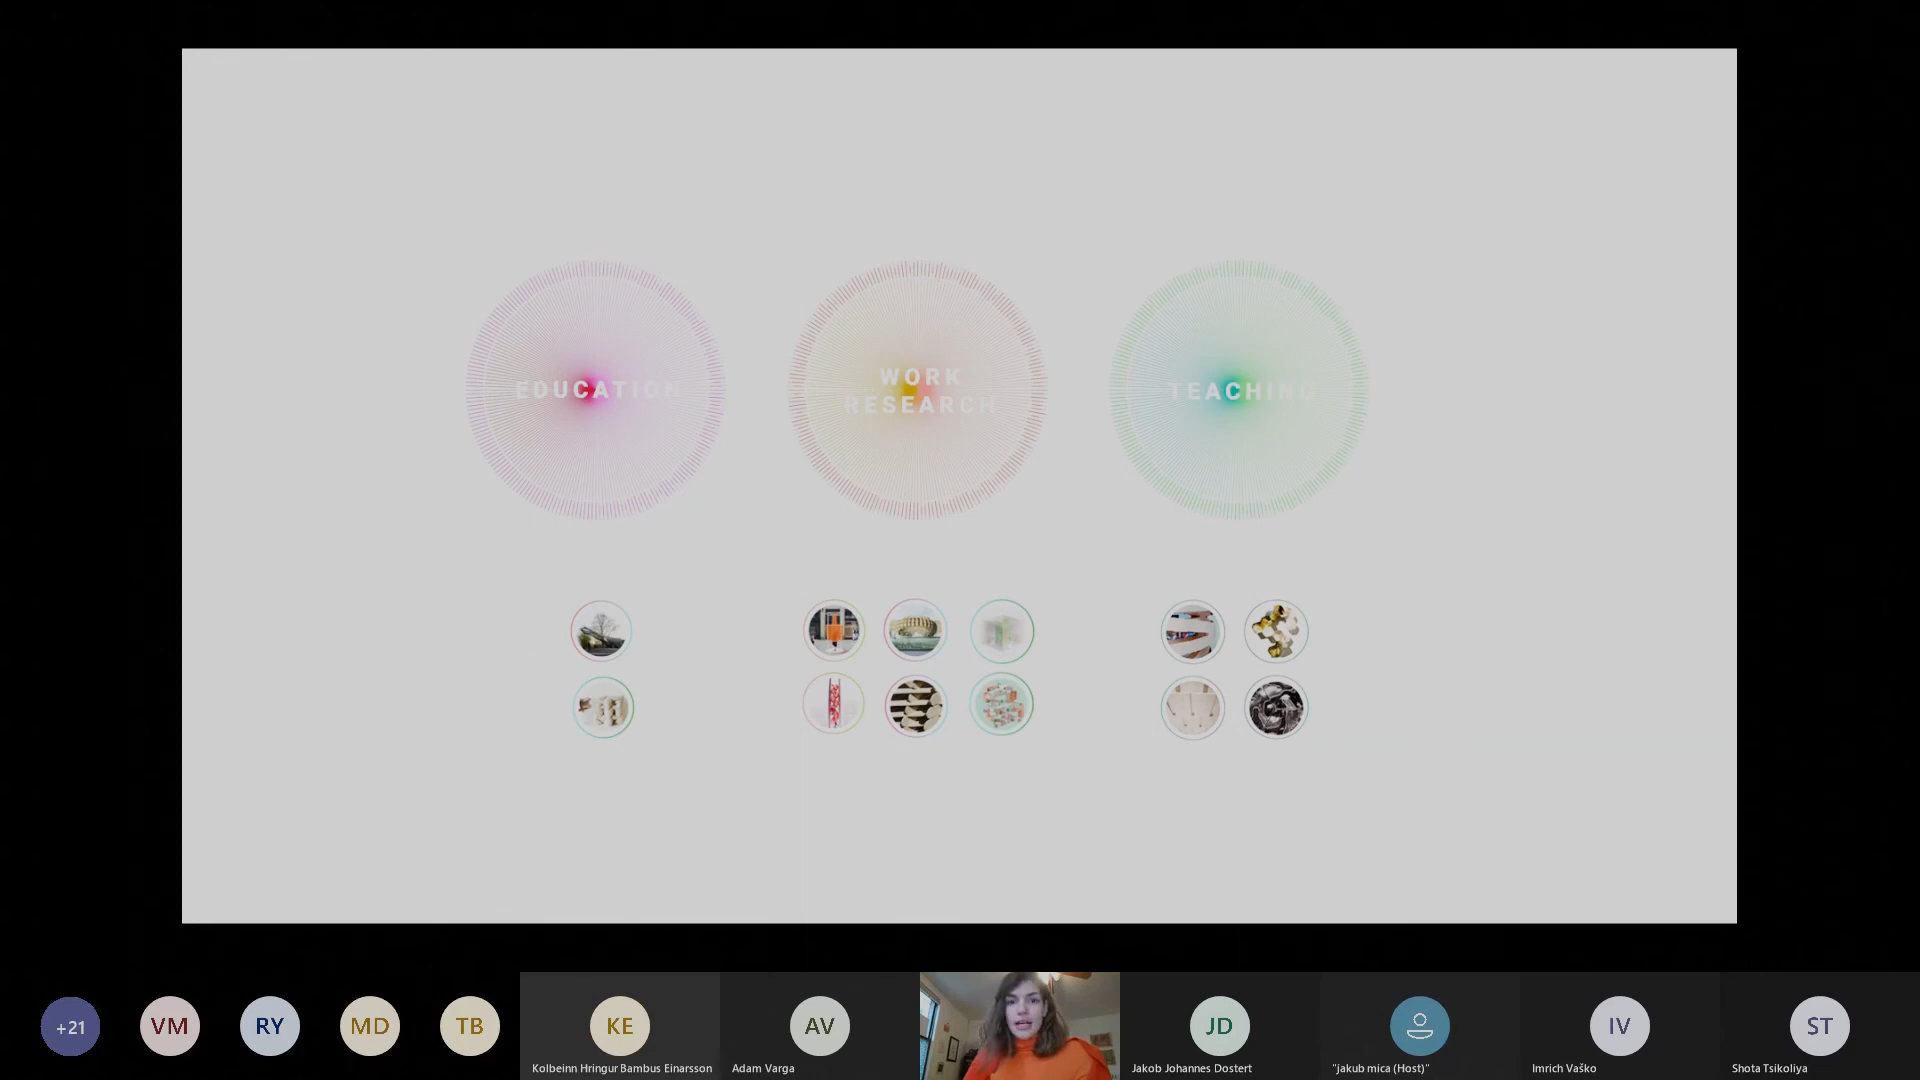 EDUCATION
WORK
RESEARCH
TEACHING
+21
VM
RY
MD
TB
KE
AV
JD
IV
ST
Kolbeinn Hringur Bambus Einarsson
Adam Varga
Jakob Johannes Dostert
"jakub mica (Host)"
Imrich Vaško
Shota Tsikoliya